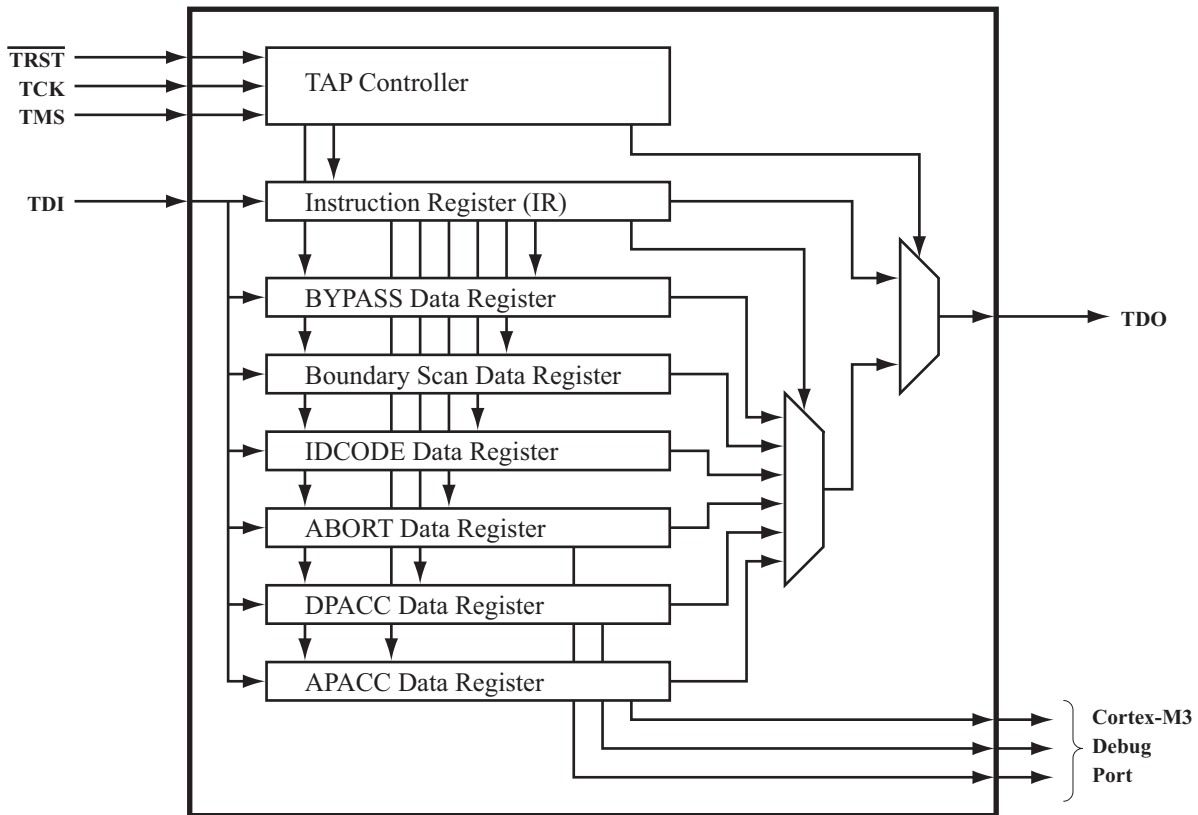 TRST
TCK
TMS
TAP Controller
TDI
Instruction Register (IR)
BYPASS Data Register
TDO
Boundary Scan Data Register
IDCODE Data Register
ABORT Data Register
DPACC Data Register
APACC Data Register
Cortex-M3
Debug
Port